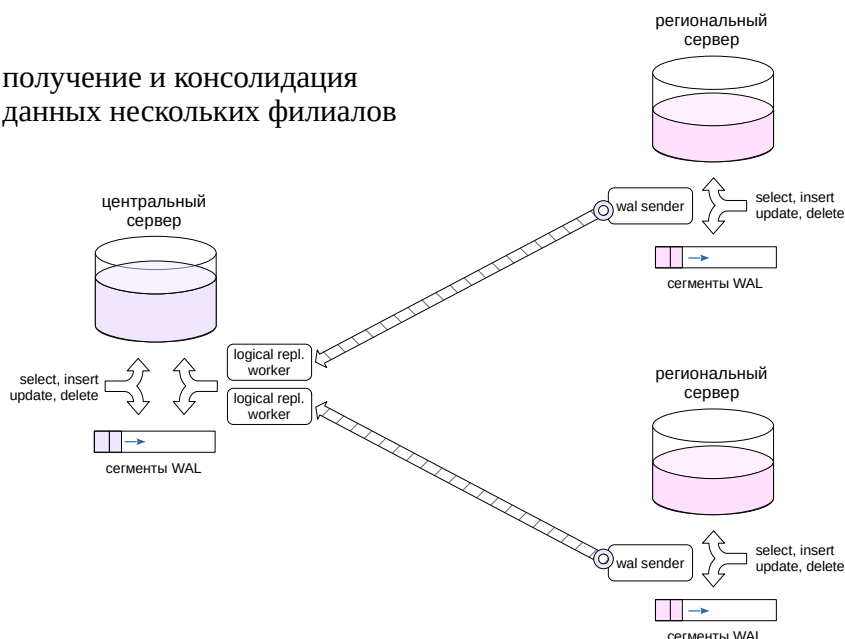 получение и консолидация
данных нескольких филиалов
региональный
сервер
wal sender
select, insert
update, delete
сегменты WAL
центральный
сервер
logical repl.
worker
logical repl.
worker
select, insert
update, delete
сегменты WAL
региональный
сервер
wal sender
select, insert
update, delete
сегменты WAL